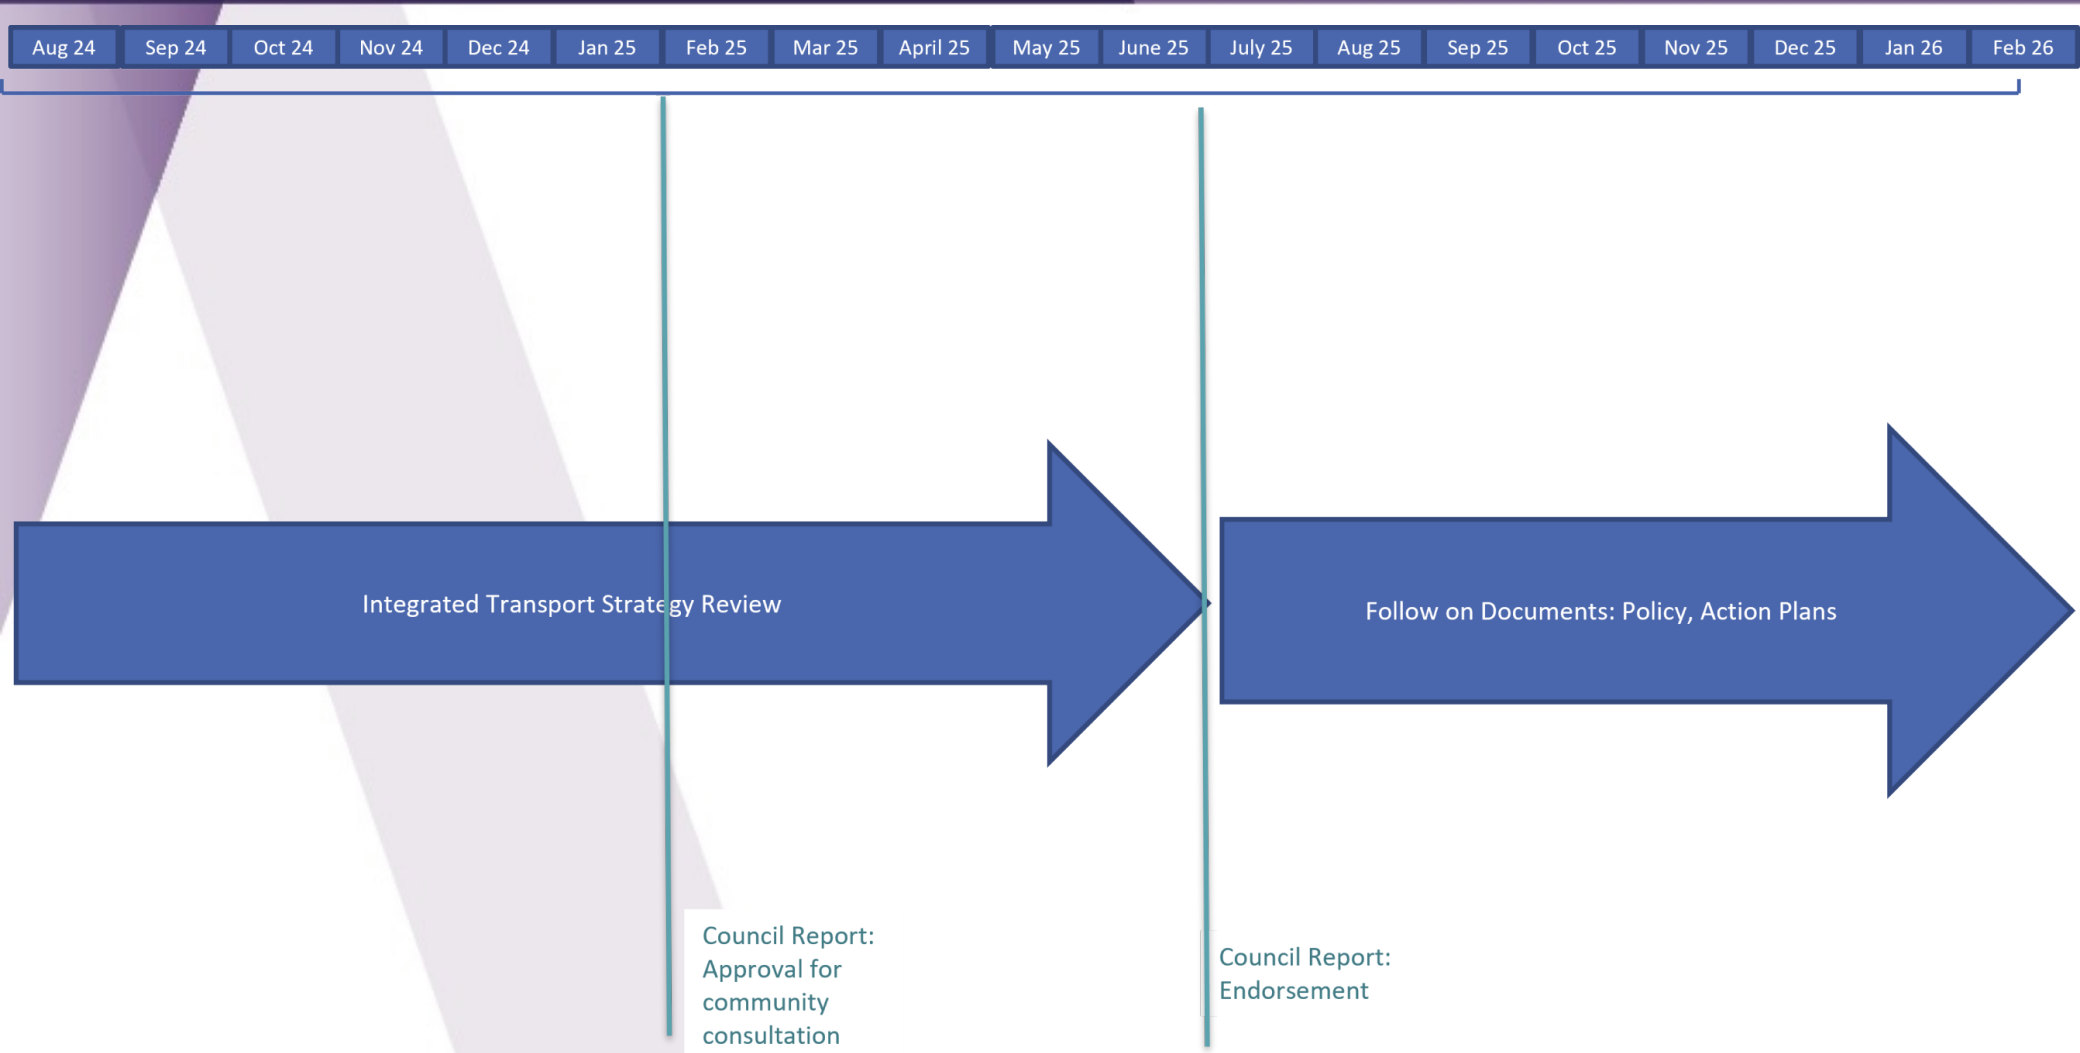 Aug 24 Sep 24 Oct 24 Nov 24 Dec 24 Jan 25 Feb 25 Mar 25 April 25 May 25 June 25 July 25 Aug 25 Sep 25 Oct 25 Nov 25 Dec 25 Jan 26 Feb 26
Integrated Transport Strategy Review
Follow on Documents: Policy, Action Plans
Council Report:
Approval for
community
consultation
Council Report:
Endorsement